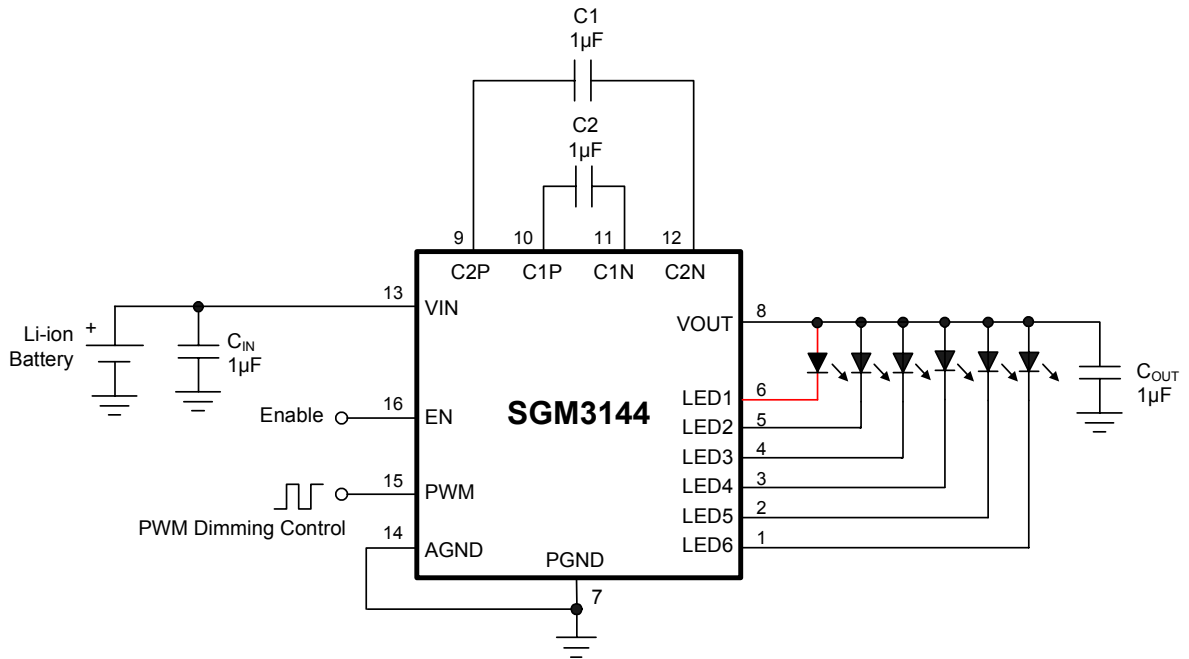 C1
1µF
C2
1µF
9
10
11
12
C2P
C1P
C1N
C2N
13
VIN
Li-ion
Battery
+
CIN
1µF
Enable
16
EN
PWM Dimming Control
15
PWM
14
AGND
SGM3144
PGND
7
VOUT
8
LED1
6
LED2
5
LED3
4
LED4
3
LED5
2
LED6
1
COUT
1µF